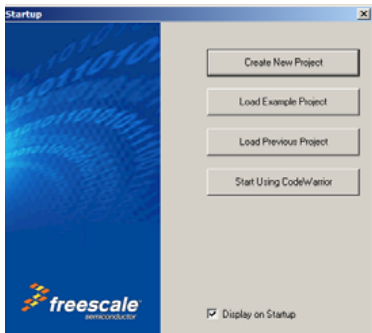 Startup
Create New Project
Load Example Project
Load Previous Project
Start Using CodeWarrior
freescale
semiconductor
Display on Startup